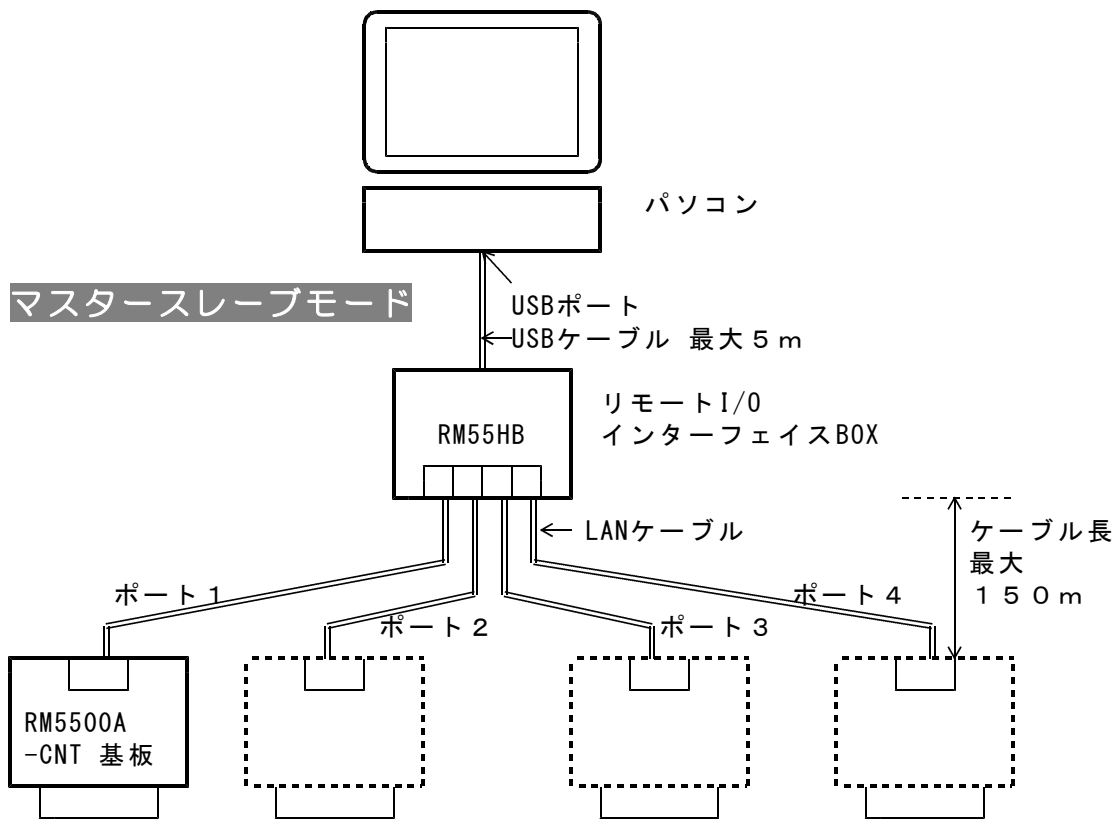 パソコン
マスタースレーブモード
USBポート
USBケーブル 最大５ｍ
リモートI/O
インターフェイスBOX
RM55HB
LANケーブル
ケーブル長
最大
１５０ｍ
ポート１
ポート２
ポート３
ポート４
RM5500A
-CNT 基板